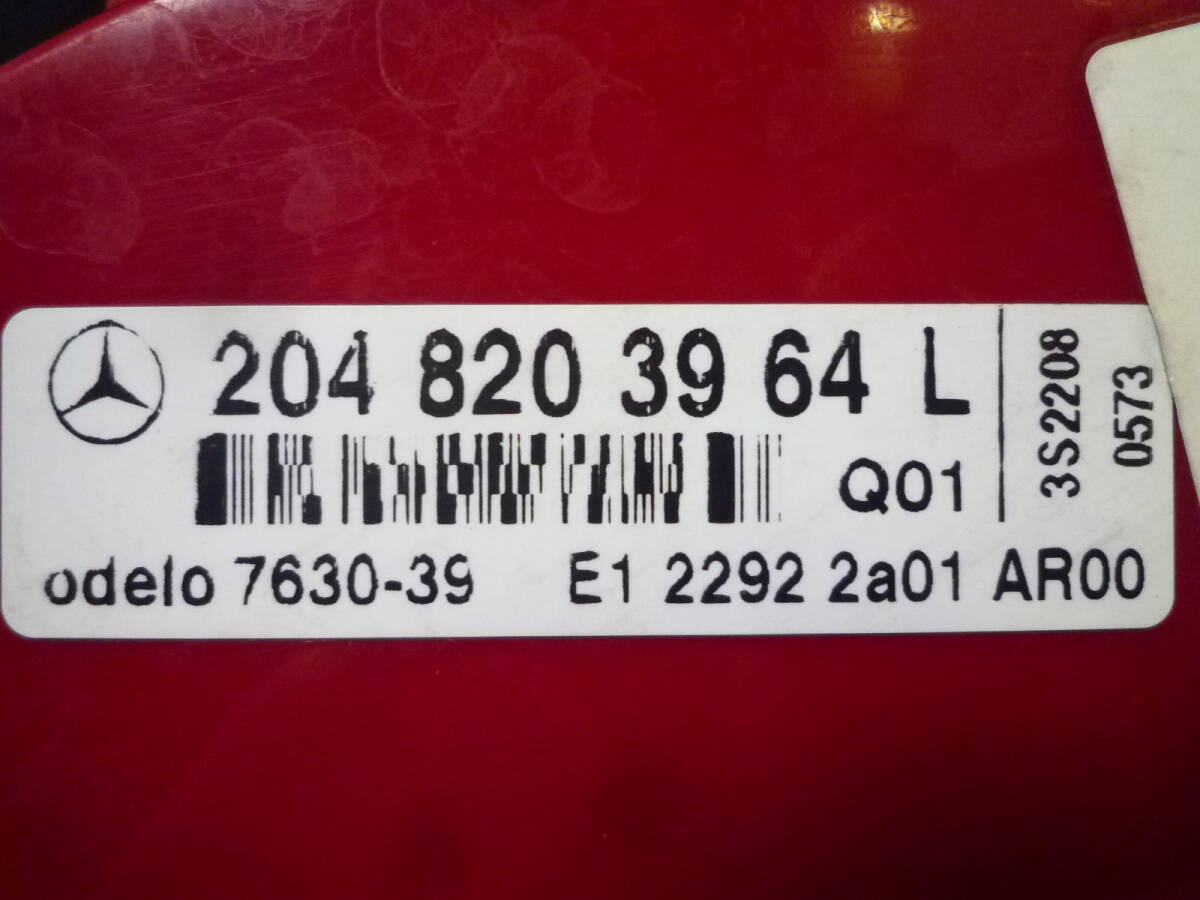 204 820 39 64 L
Q01
odelo 7630-39 E1 2292 2a01 AR00
3S2208
0573